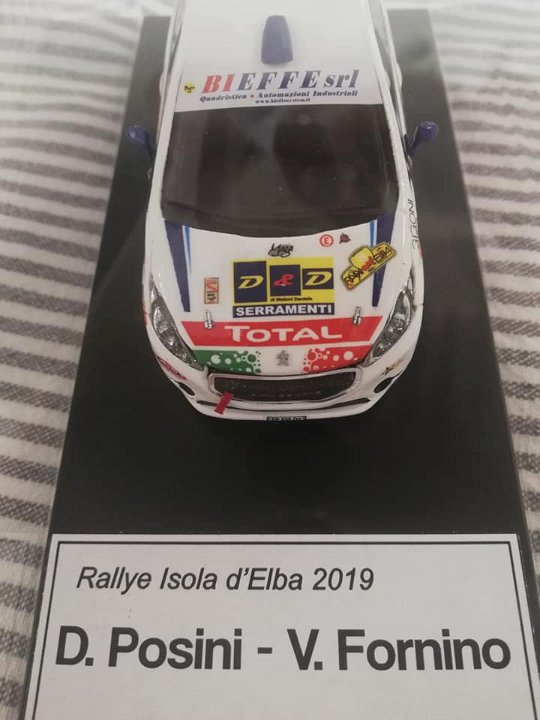 BIEFFE srl
Quadristica e Automazioni Industriali
D&D
SERRAMENTI
TOTAL
E
Rallye Isola d'Elba 2019
D. Posini - V. Fornino